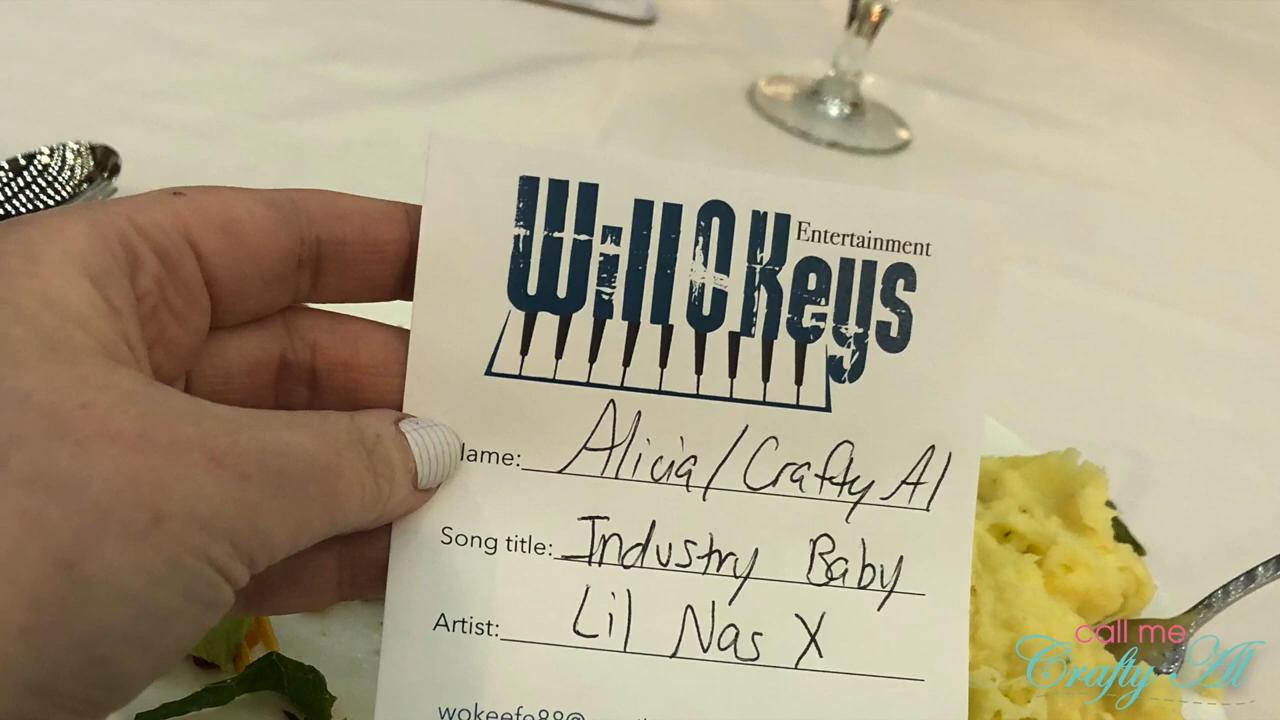 Entertainment
Will O Keys
Name: Alicia/Crafty Al
Song title: Industry Baby
Artist: Lil Nas X
call me
Crafty Al